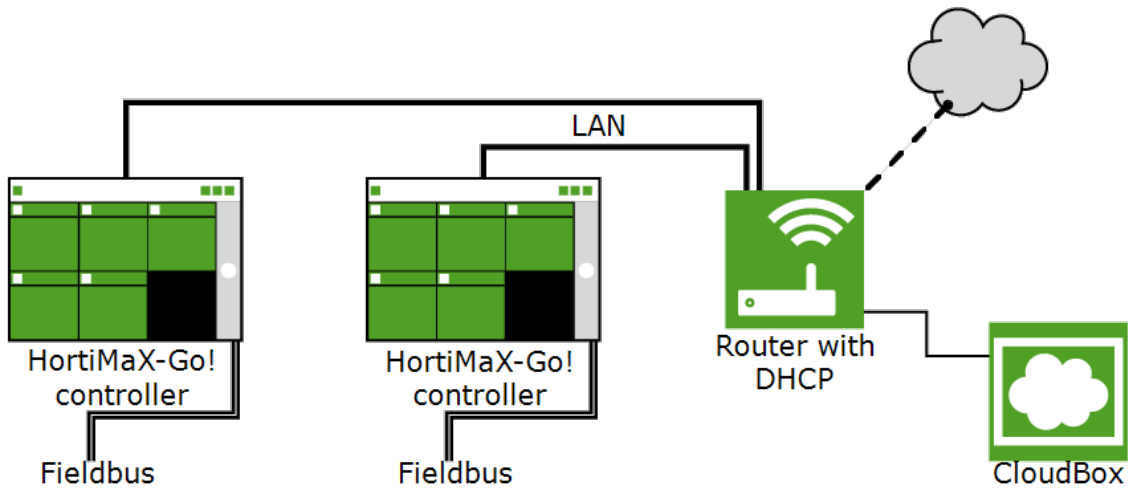 LAN
HortiMaX-Go!
controller
HortiMaX-Go!
controller
Router with
DHCP
Fieldbus
Fieldbus
CloudBox